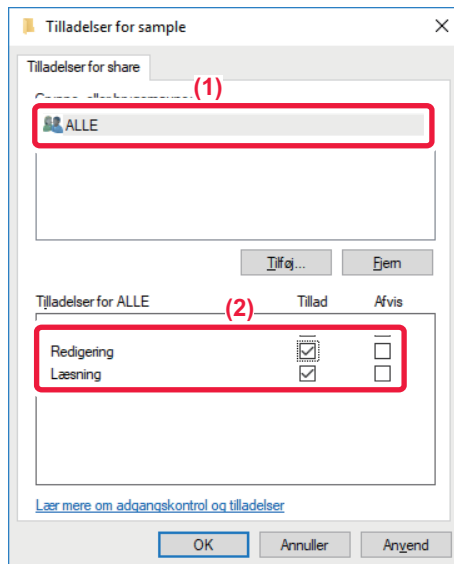 Tilladelser for sample
Tilladelser for share
(1)
ALLE
Tilføj...
Fjern
Tilladelser for ALLE
(2)
Tillad
Afvis
Redigering
Læsning
Lær mere om adgangskontrol og tilladelser
OK
Annuller
Anvend